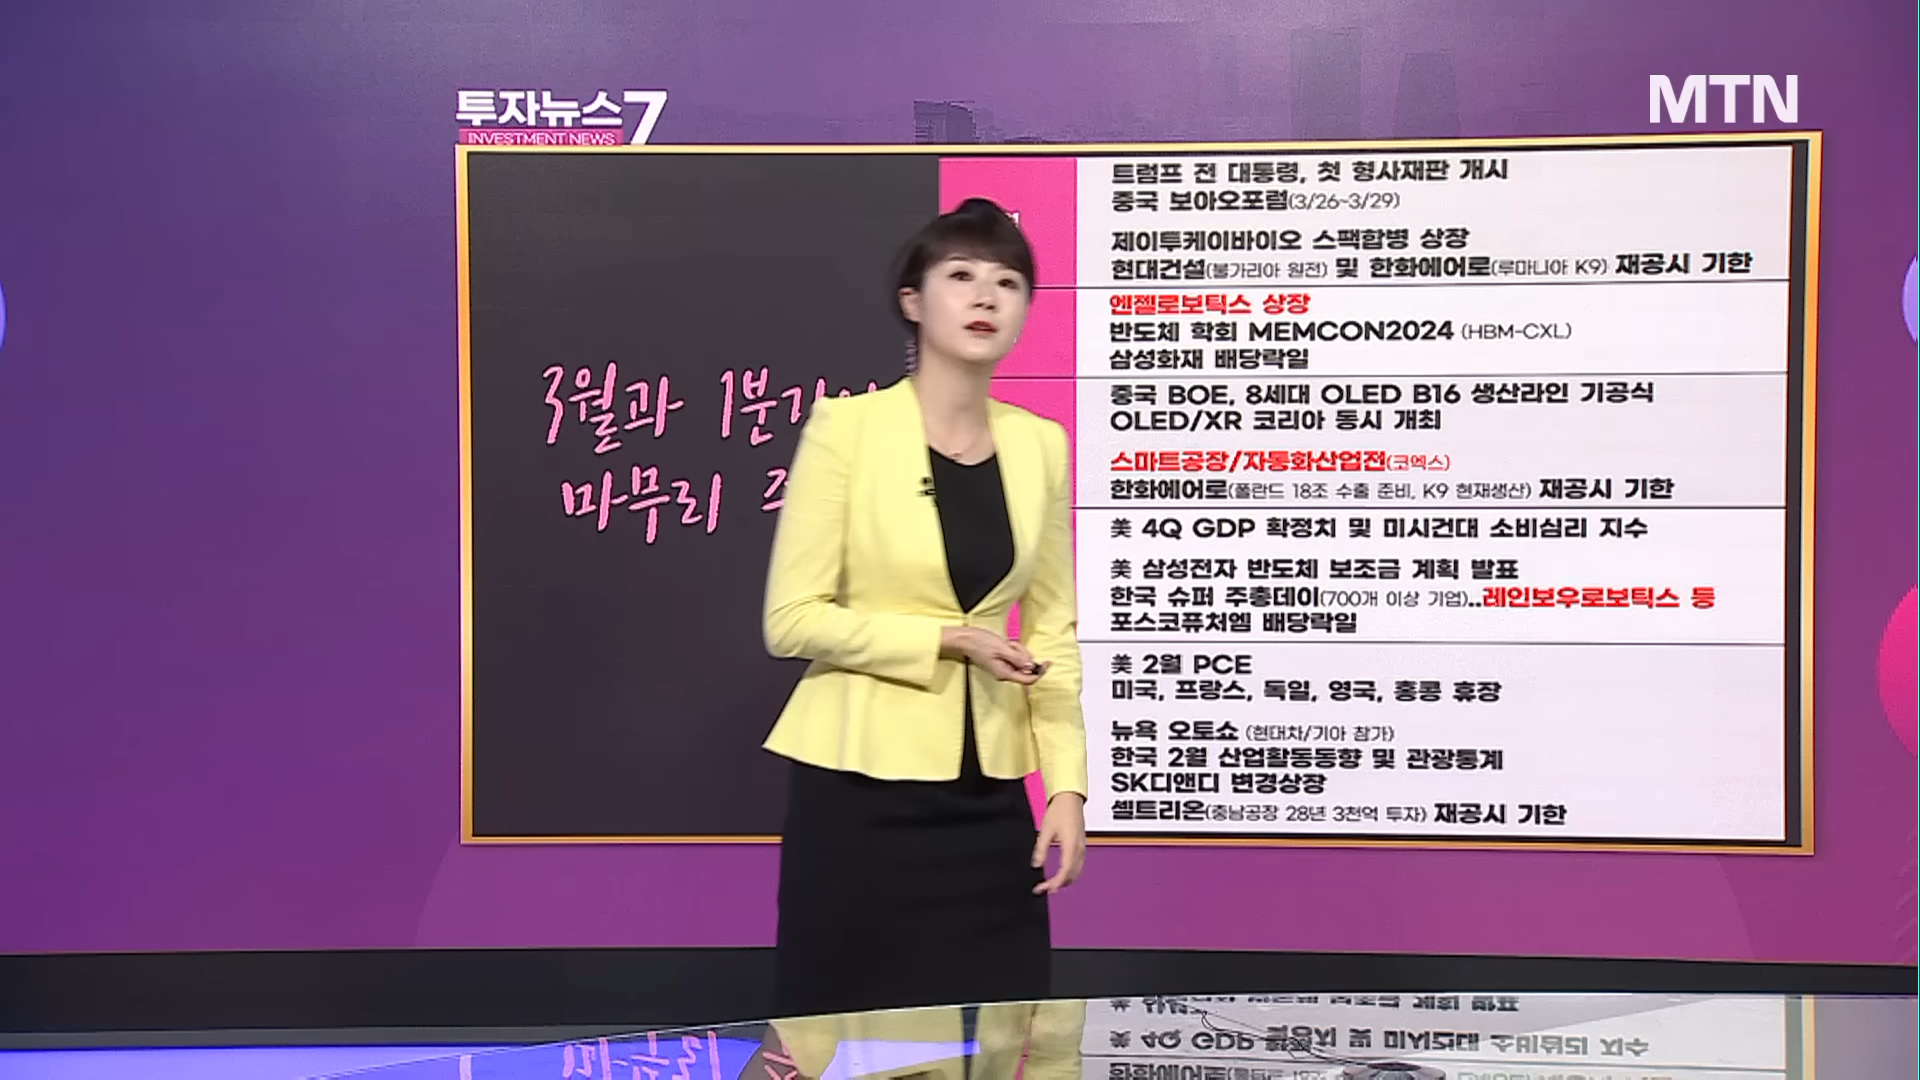 MTN
투자뉴스7
INVESTMENT NEWS
3월과 1분기
마무리
트럼프 전 대통령, 첫 형사재판 개시
중국 보아오포럼(3/26~3/29)
제이투케이바이오 스팩합병 상장
현대건설(불가리아 원전) 및 한화에어로(루마니아 K9) 재공시 기한
엔젤로보틱스 상장
반도체 학회 MEMCON2024 (HBM-CXL)
삼성화재 배당락일
중국 BOE, 8세대 OLED B16 생산라인 기공식
OLED/XR 코리아 동시 개최
스마트공장/자동화산업전(코엑스)
한화에어로(폴란드 18조 수출 준비, K9 현재생산) 재공시 기한
美 4Q GDP 확정치 및 미시건대 소비심리 지수
美 삼성전자 반도체 보조금 계획 발표
한국 슈퍼 주총데이(700개 이상 기업)..레인보우로보틱스 등
포스코퓨처엠 배당락일
美 2월 PCE
미국, 프랑스, 독일, 영국, 홍콩 휴장
뉴욕 오토쇼 (현대차/기아 참가)
한국 2월 산업활동동향 및 관광통계
SK디앤디 변경상장
셀트리온(충남공장 28년 3천억 투자) 재공시 기한